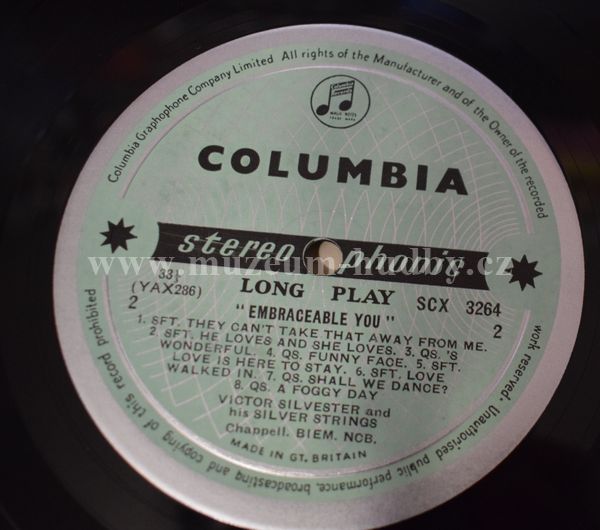 Columbia Graphophone Company Limited All rights of the Manufacturer and of the Owner of the recorded work reserved. Unauthorised public performance, broadcasting and copying of this record prohibited
MAGIC NOTES
TRADE MARK
COLUMBIA
stereo phonic
www.muzeum-hudby.cz
33⅓
LONG PLAY
SCX 3264
(YAX286)
2
"EMBRACEABLE YOU"
2
1. SFT. THEY CAN'T TAKE THAT AWAY FROM ME.
2. SFT. HE LOVES AND SHE LOVES. 3. QS. 'S
WONDERFUL. 4. QS. FUNNY FACE. 5. SFT.
LOVE IS HERE TO STAY. 6. SFT. LOVE
WALKED IN. 7. QS. SHALL WE DANCE?
8. QS. A FOGGY DAY
VICTOR SILVESTER and
his SILVER STRINGS
Chappell. BIEM. NCB.
MADE IN GT. BRITAIN